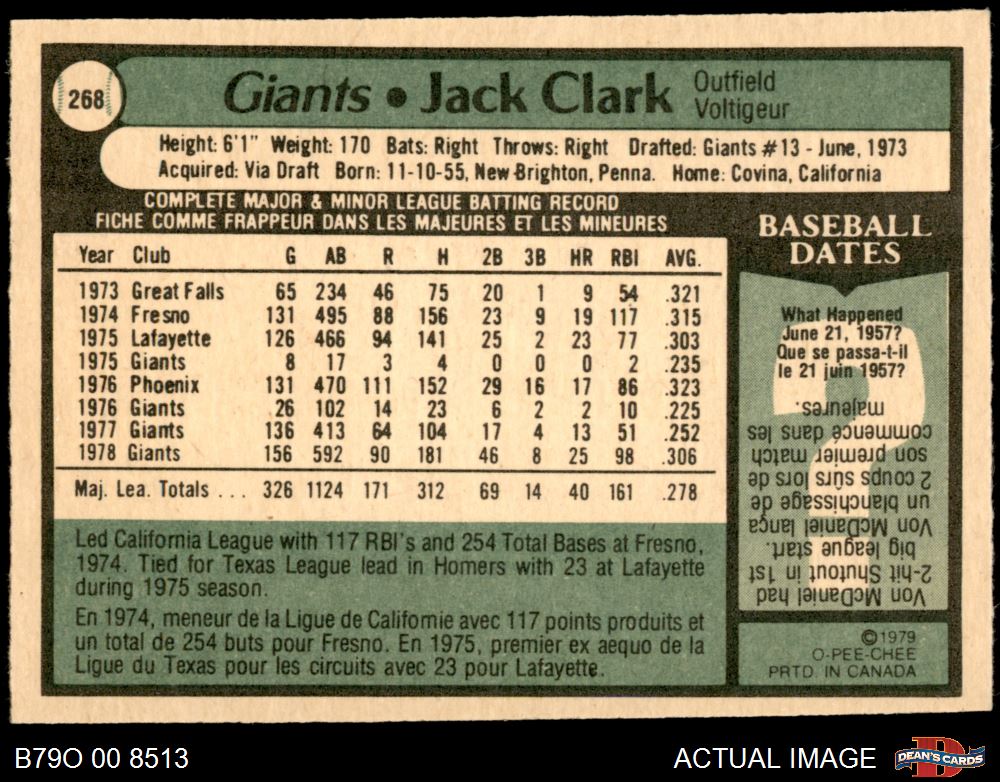 268
Giants • Jack Clark
Outfield
Voltigeur
Height: 6'1" Weight: 170 Bats: Right Throws: Right Drafted: Giants #13 - June, 1973
Acquired: Via Draft Born: 11-10-55, New Brighton, Penna. Home: Covina, California
COMPLETE MAJOR & MINOR LEAGUE BATTING RECORD
FICHE COMME FRAPPEUR DANS LES MAJEURES ET LES MINEURES
Year Club G AB R H 2B 3B HR RBI AVG.
1973 Great Falls 65 234 46 75 20 1 9 54 .321
1974 Fresno 131 495 88 156 23 9 19 117 .315
1975 Lafayette 126 466 94 141 25 2 23 77 .303
1975 Giants 8 17 3 4 0 0 0 2 .235
1976 Phoenix 131 470 111 152 29 16 17 86 .323
1976 Giants 26 102 14 23 6 2 2 10 .225
1977 Giants 136 413 64 104 17 4 13 51 .252
1978 Giants 156 592 90 181 46 8 25 98 .306
Maj. Lea. Totals ... 326 1124 171 312 69 14 40 161 .278
Led California League with 117 RBI's and 254 Total Bases at Fresno,
1974. Tied for Texas League lead in Homers with 23 at Lafayette
during 1975 season.
En 1974, meneur de la Ligue de Californie avec 117 points produits et
un total de 254 buts pour Fresno. En 1975, premier ex aequo de la
Ligue du Texas pour les circuits avec 23 pour Lafayette.
BASEBALL
DATES
What Happened
June 21, 1957?
Que se passa-t-il
le 21 juin 1957?
Von McDaniel had
2-hit Shutout in 1st
big league start.
Von McDaniel lança
un blanchissage de
2 coups sûrs lors de
son premier match
commencé dans les
majeures.
©1979
O-PEE-CHEE
PRTD. IN CANADA
B79O 00 8513
ACTUAL IMAGE
DEAN'S CARDS